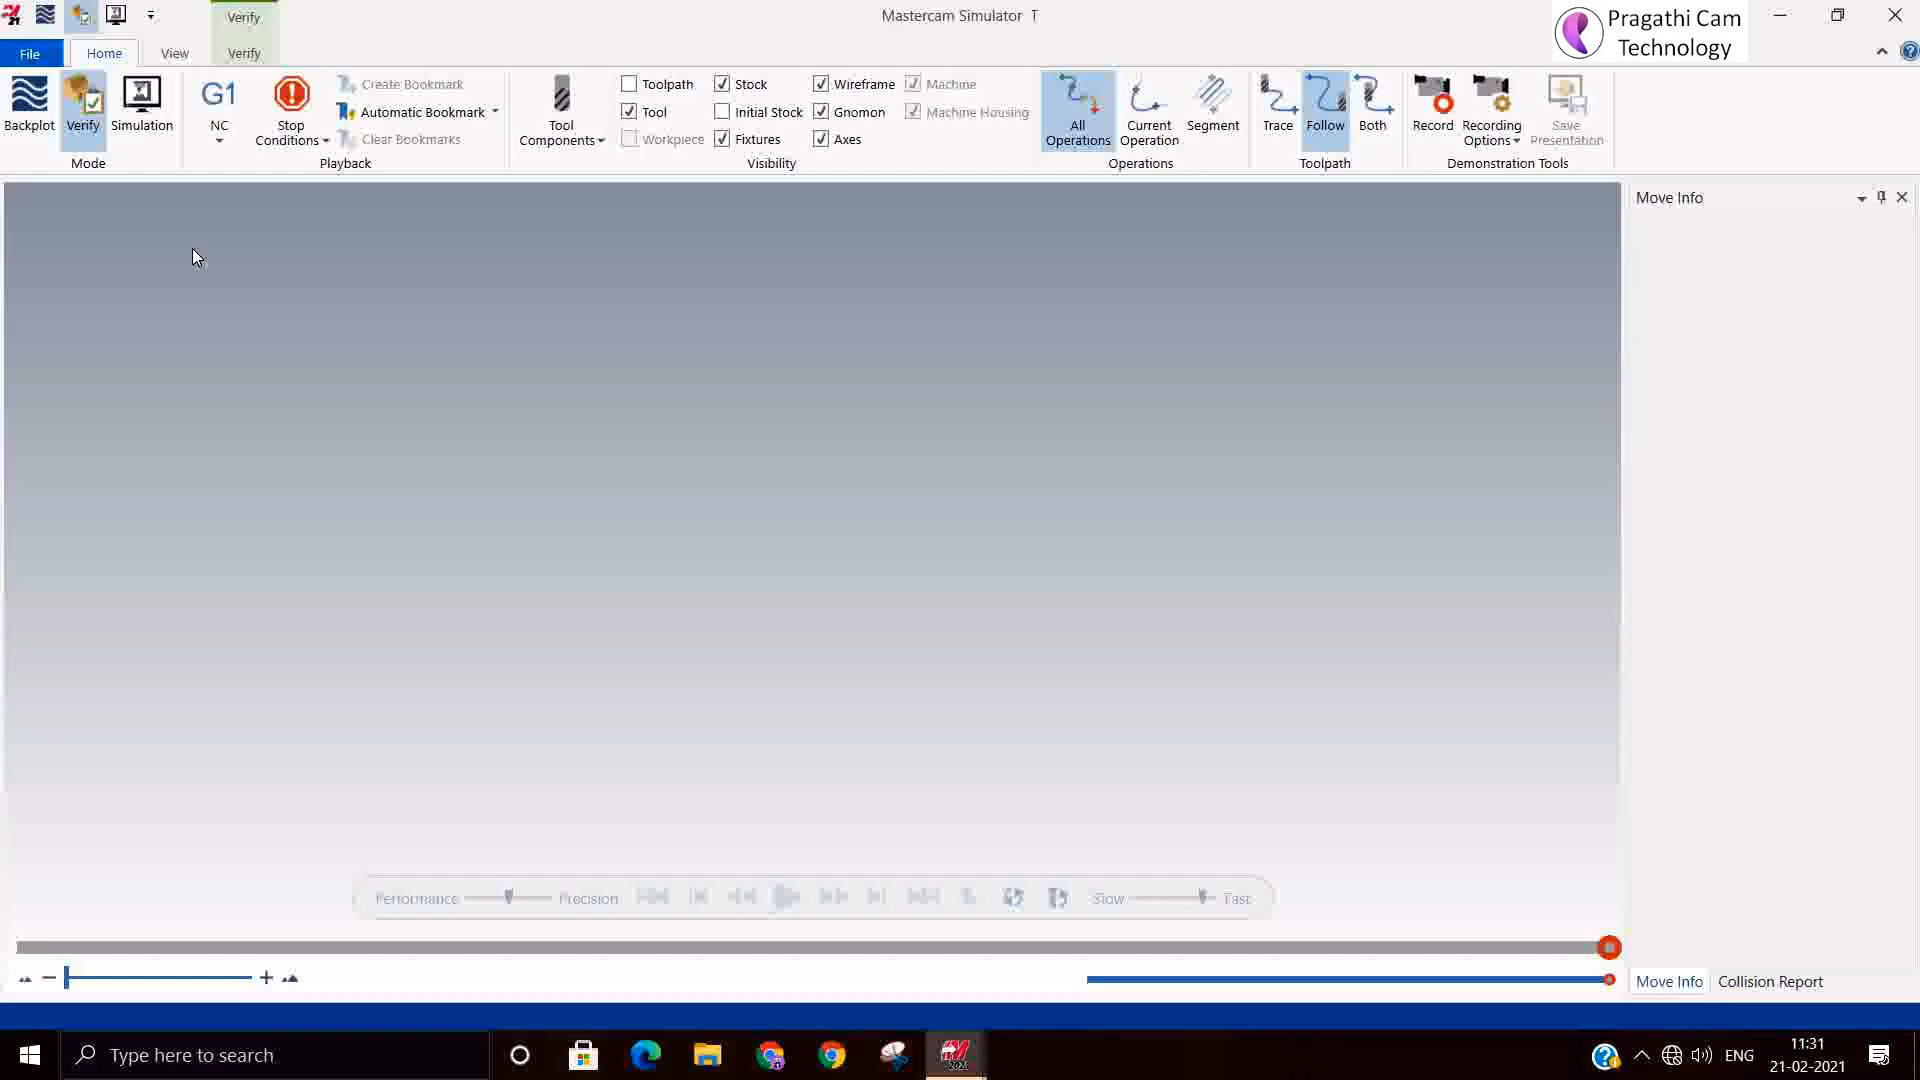 Verify
Mastercam Simulator T
Pragathi Cam
Technology
File
Home
View
Verify
Backplot
Verify
Simulation
Mode
G1
NC
Stop
Conditions
Create Bookmark
Automatic Bookmark
Clear Bookmarks
Playback
Tool
Components
Toolpath
Tool
Workpiece
Stock
Initial Stock
Fixtures
Wireframe
Gnomon
Axes
Machine
Machine Housing
Visibility
All
Operations
Current
Operation
Segment
Operations
Trace
Follow
Both
Toolpath
Record
Recording
Options
Save
Presentation
Demonstration Tools
Move Info
Performance
Precision
Slow
Fast
Move Info
Collision Report
Type here to search
ENG
11:31
21-02-2021